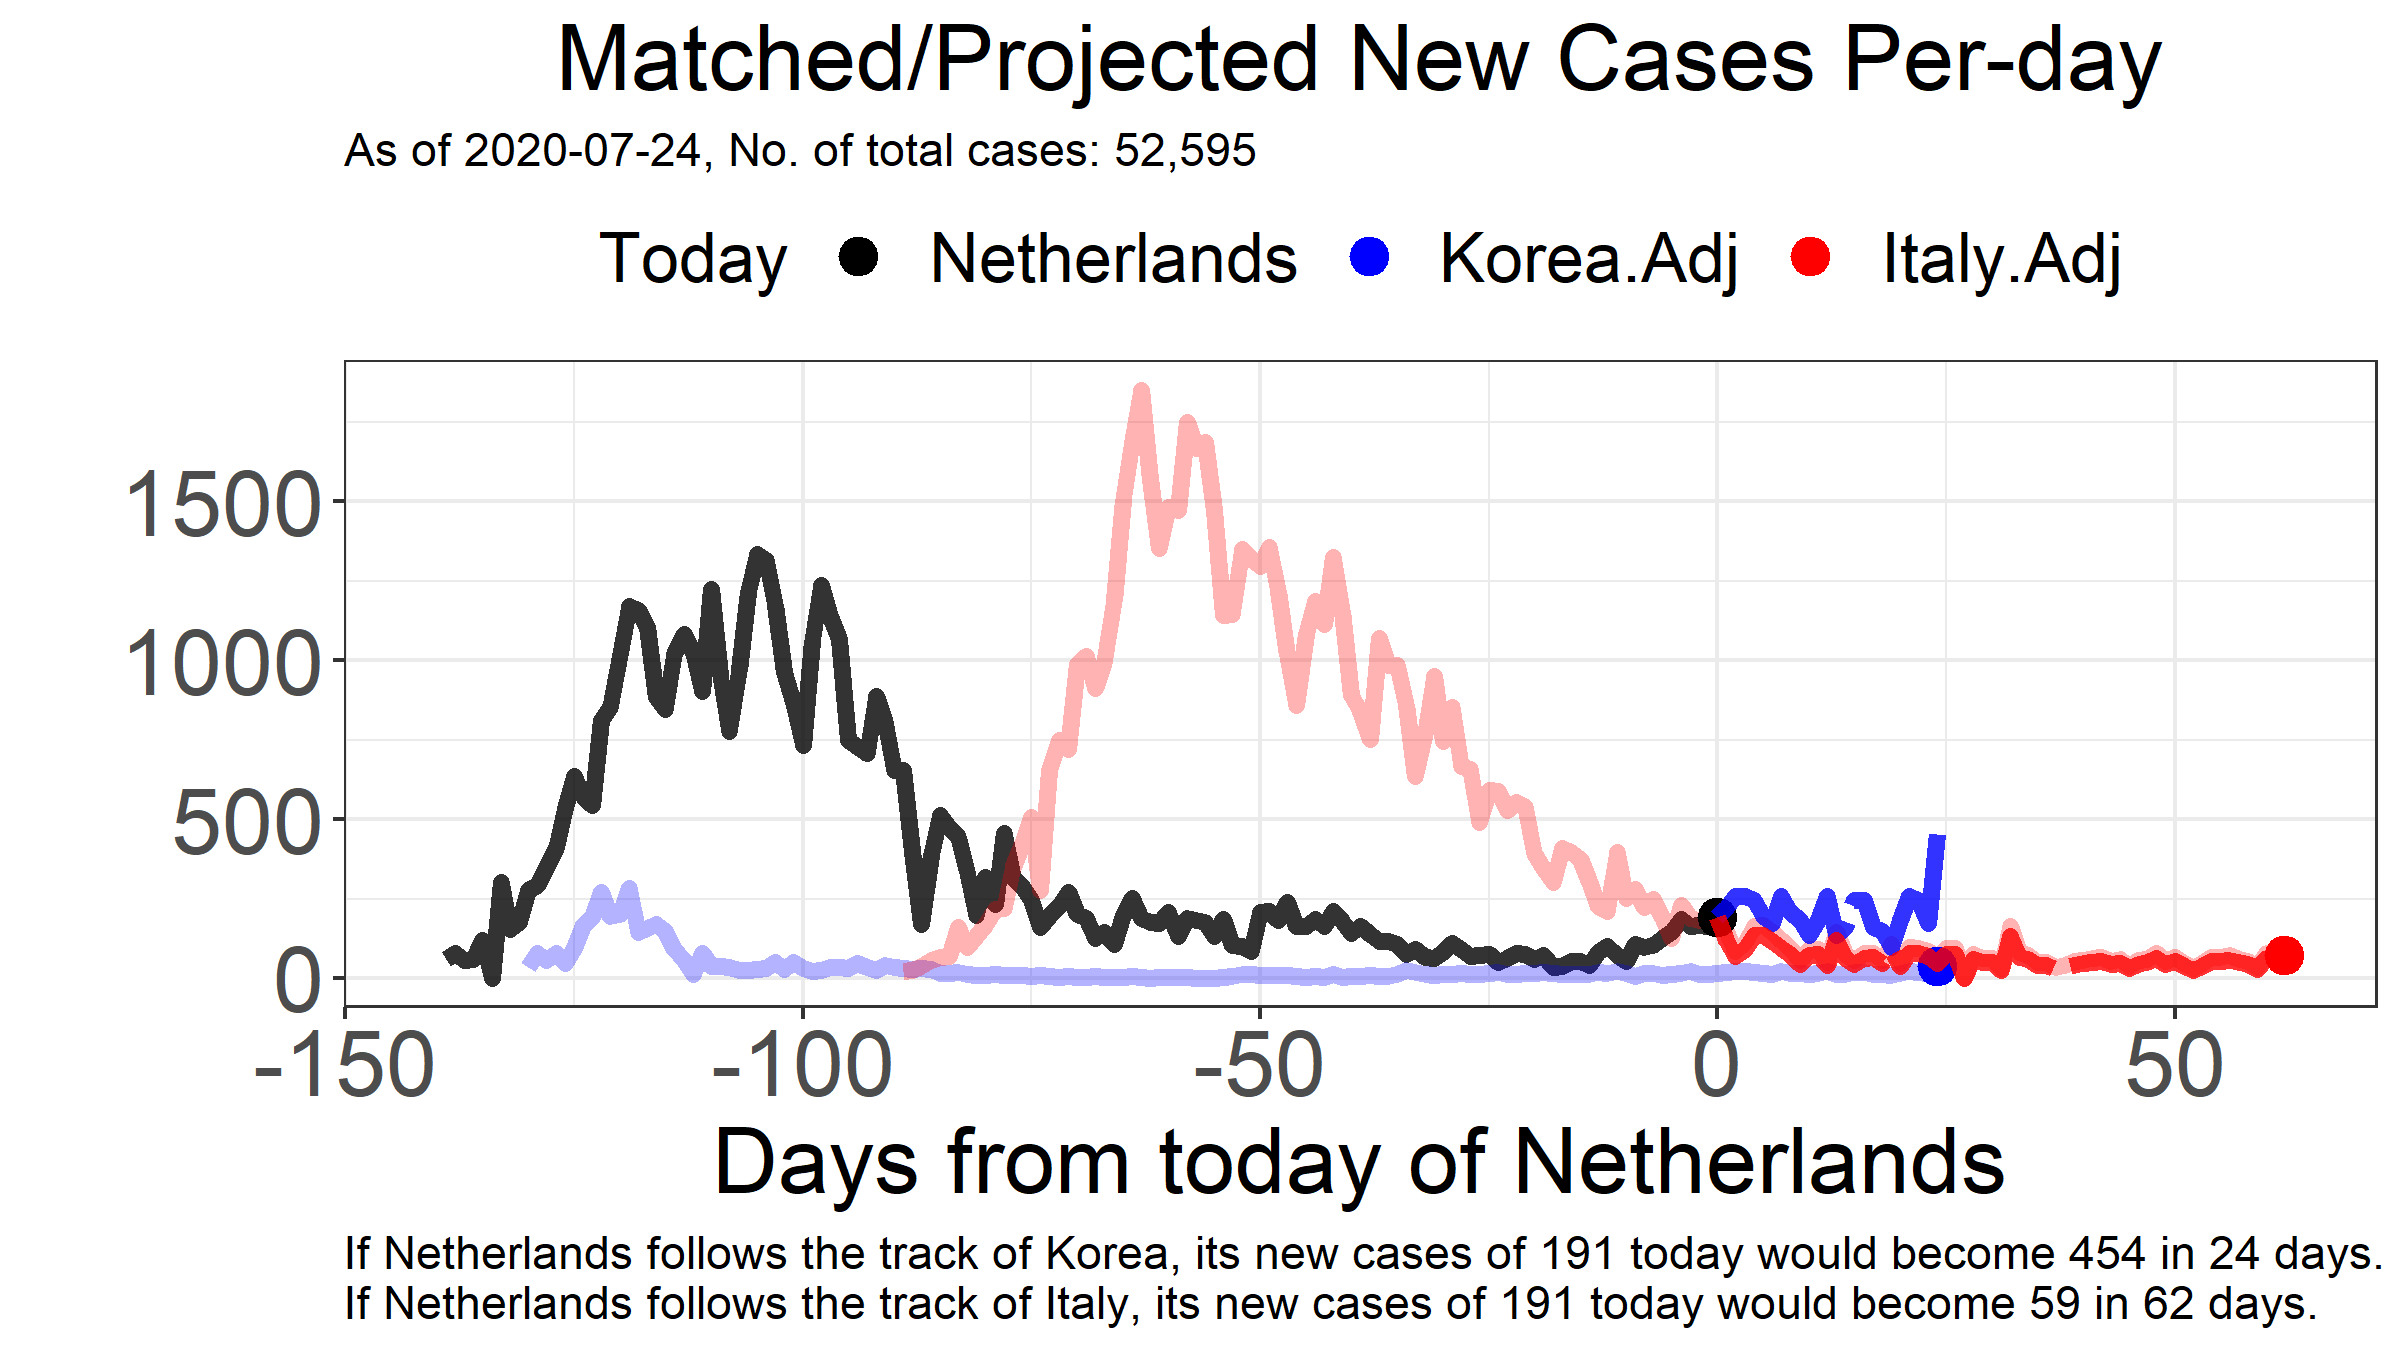 Matched/Projected New Cases Per-day
As of 2020-07-24, No. of total cases: 52,595
Today Netherlands Korea.Adj Italy.Adj
1500
1000
500
0
-150 -100 -50 0 50
Days from today of Netherlands
If Netherlands follows the track of Korea, its new cases of 191 today would become 454 in 24 days.
If Netherlands follows the track of Italy, its new cases of 191 today would become 59 in 62 days.